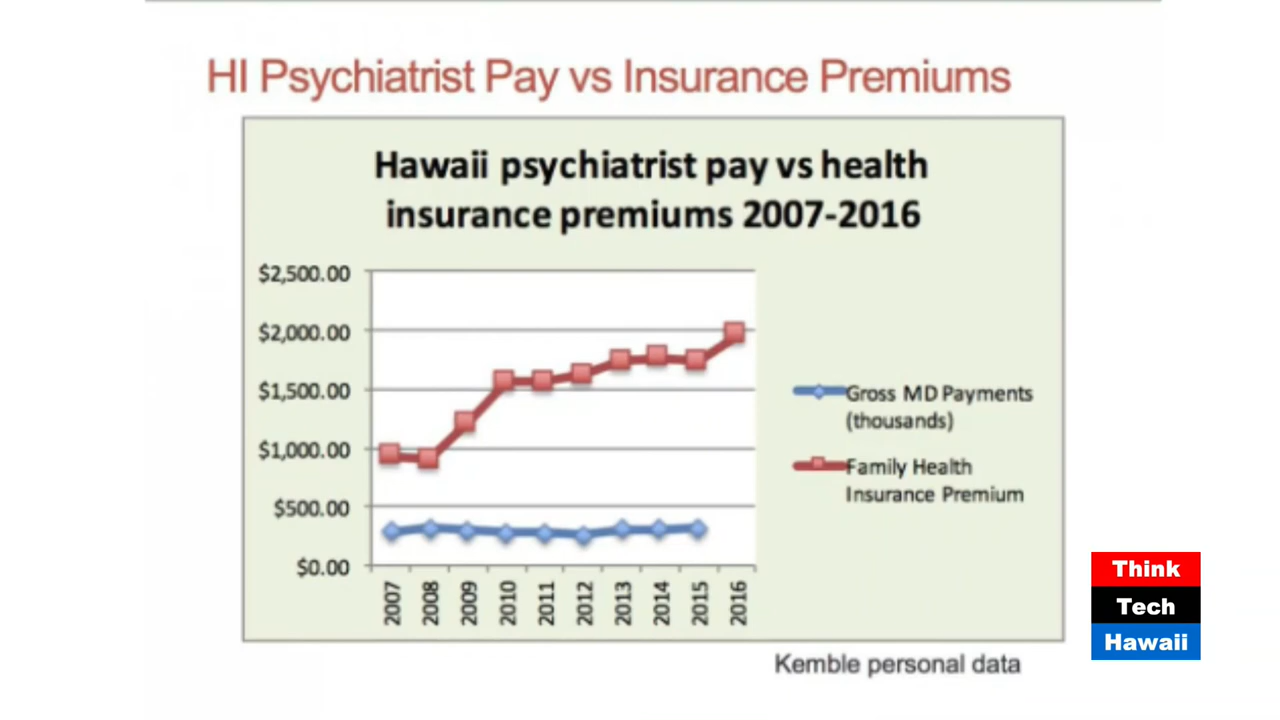 HI Psychiatrist Pay vs Insurance Premiums
Hawaii psychiatrist pay vs health
insurance premiums 2007-2016
$2,500.00
$2,000.00
$1,500.00
$1,000.00
$500.00
$0.00
2007
2008
2009
2010
2011
2012
2013
2014
2015
2016
Gross MD Payments
(thousands)
Family Health
Insurance Premium
Think
Tech
Hawaii
Kemble personal data